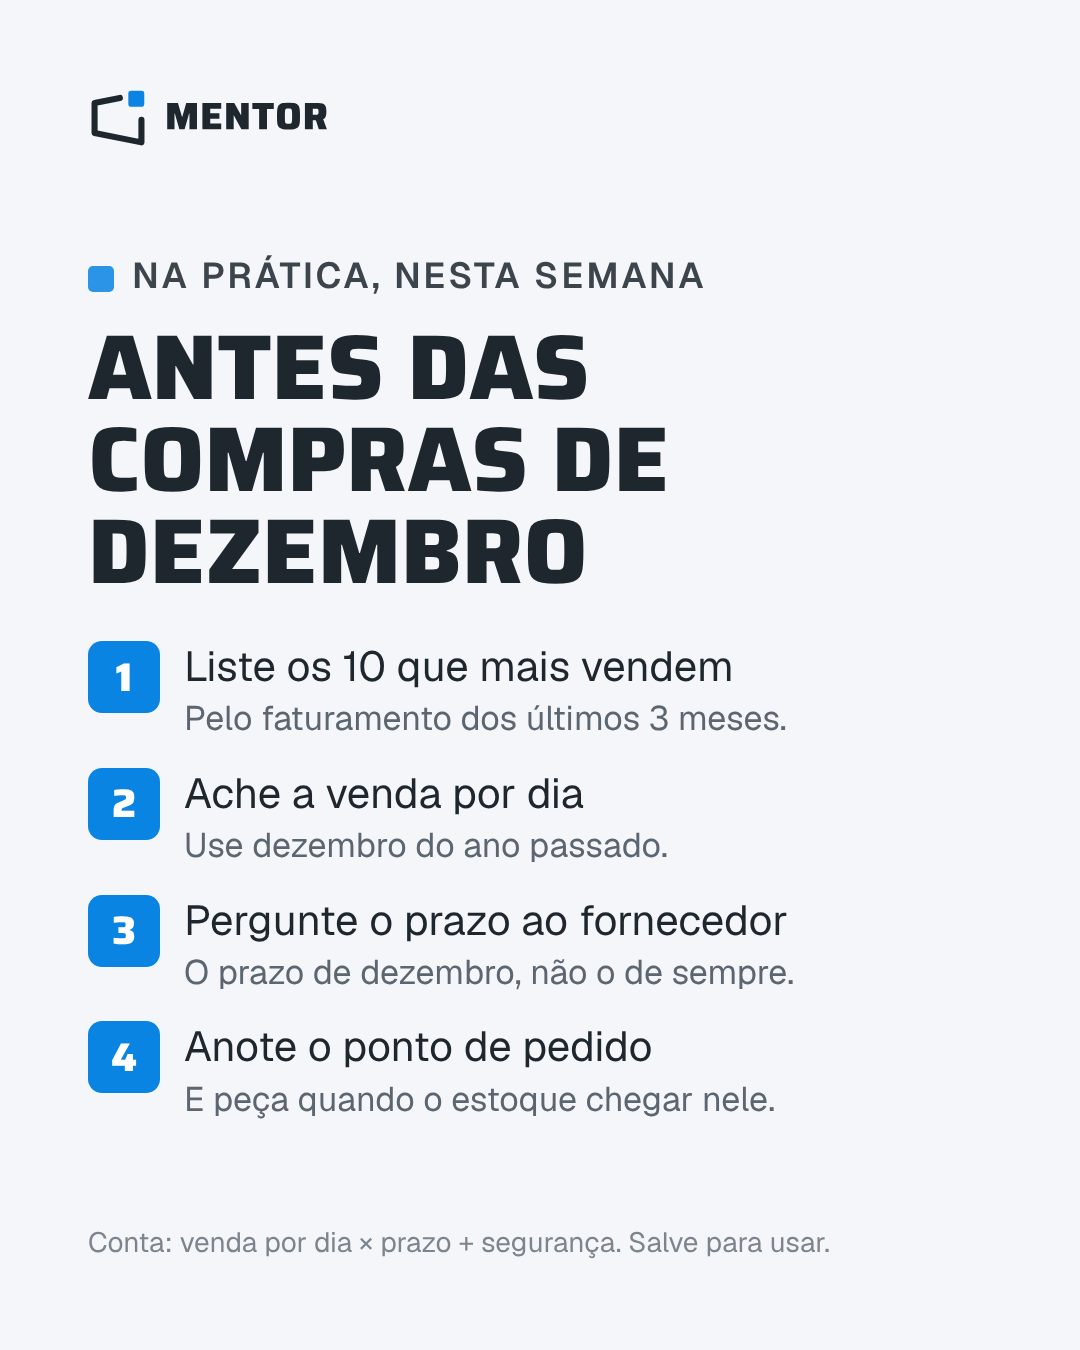 MENTOR
NA PRÁTICA, NESTA SEMANA
ANTES DAS
COMPRAS DE
DEZEMBRO
1 Liste os 10 que mais vendem
Pelo faturamento dos últimos 3 meses.
2 Ache a venda por dia
Use dezembro do ano passado.
3 Pergunte o prazo ao fornecedor
O prazo de dezembro, não o de sempre.
4 Anote o ponto de pedido
E peça quando o estoque chegar nele.
Conta: venda por dia × prazo + segurança. Salve para usar.